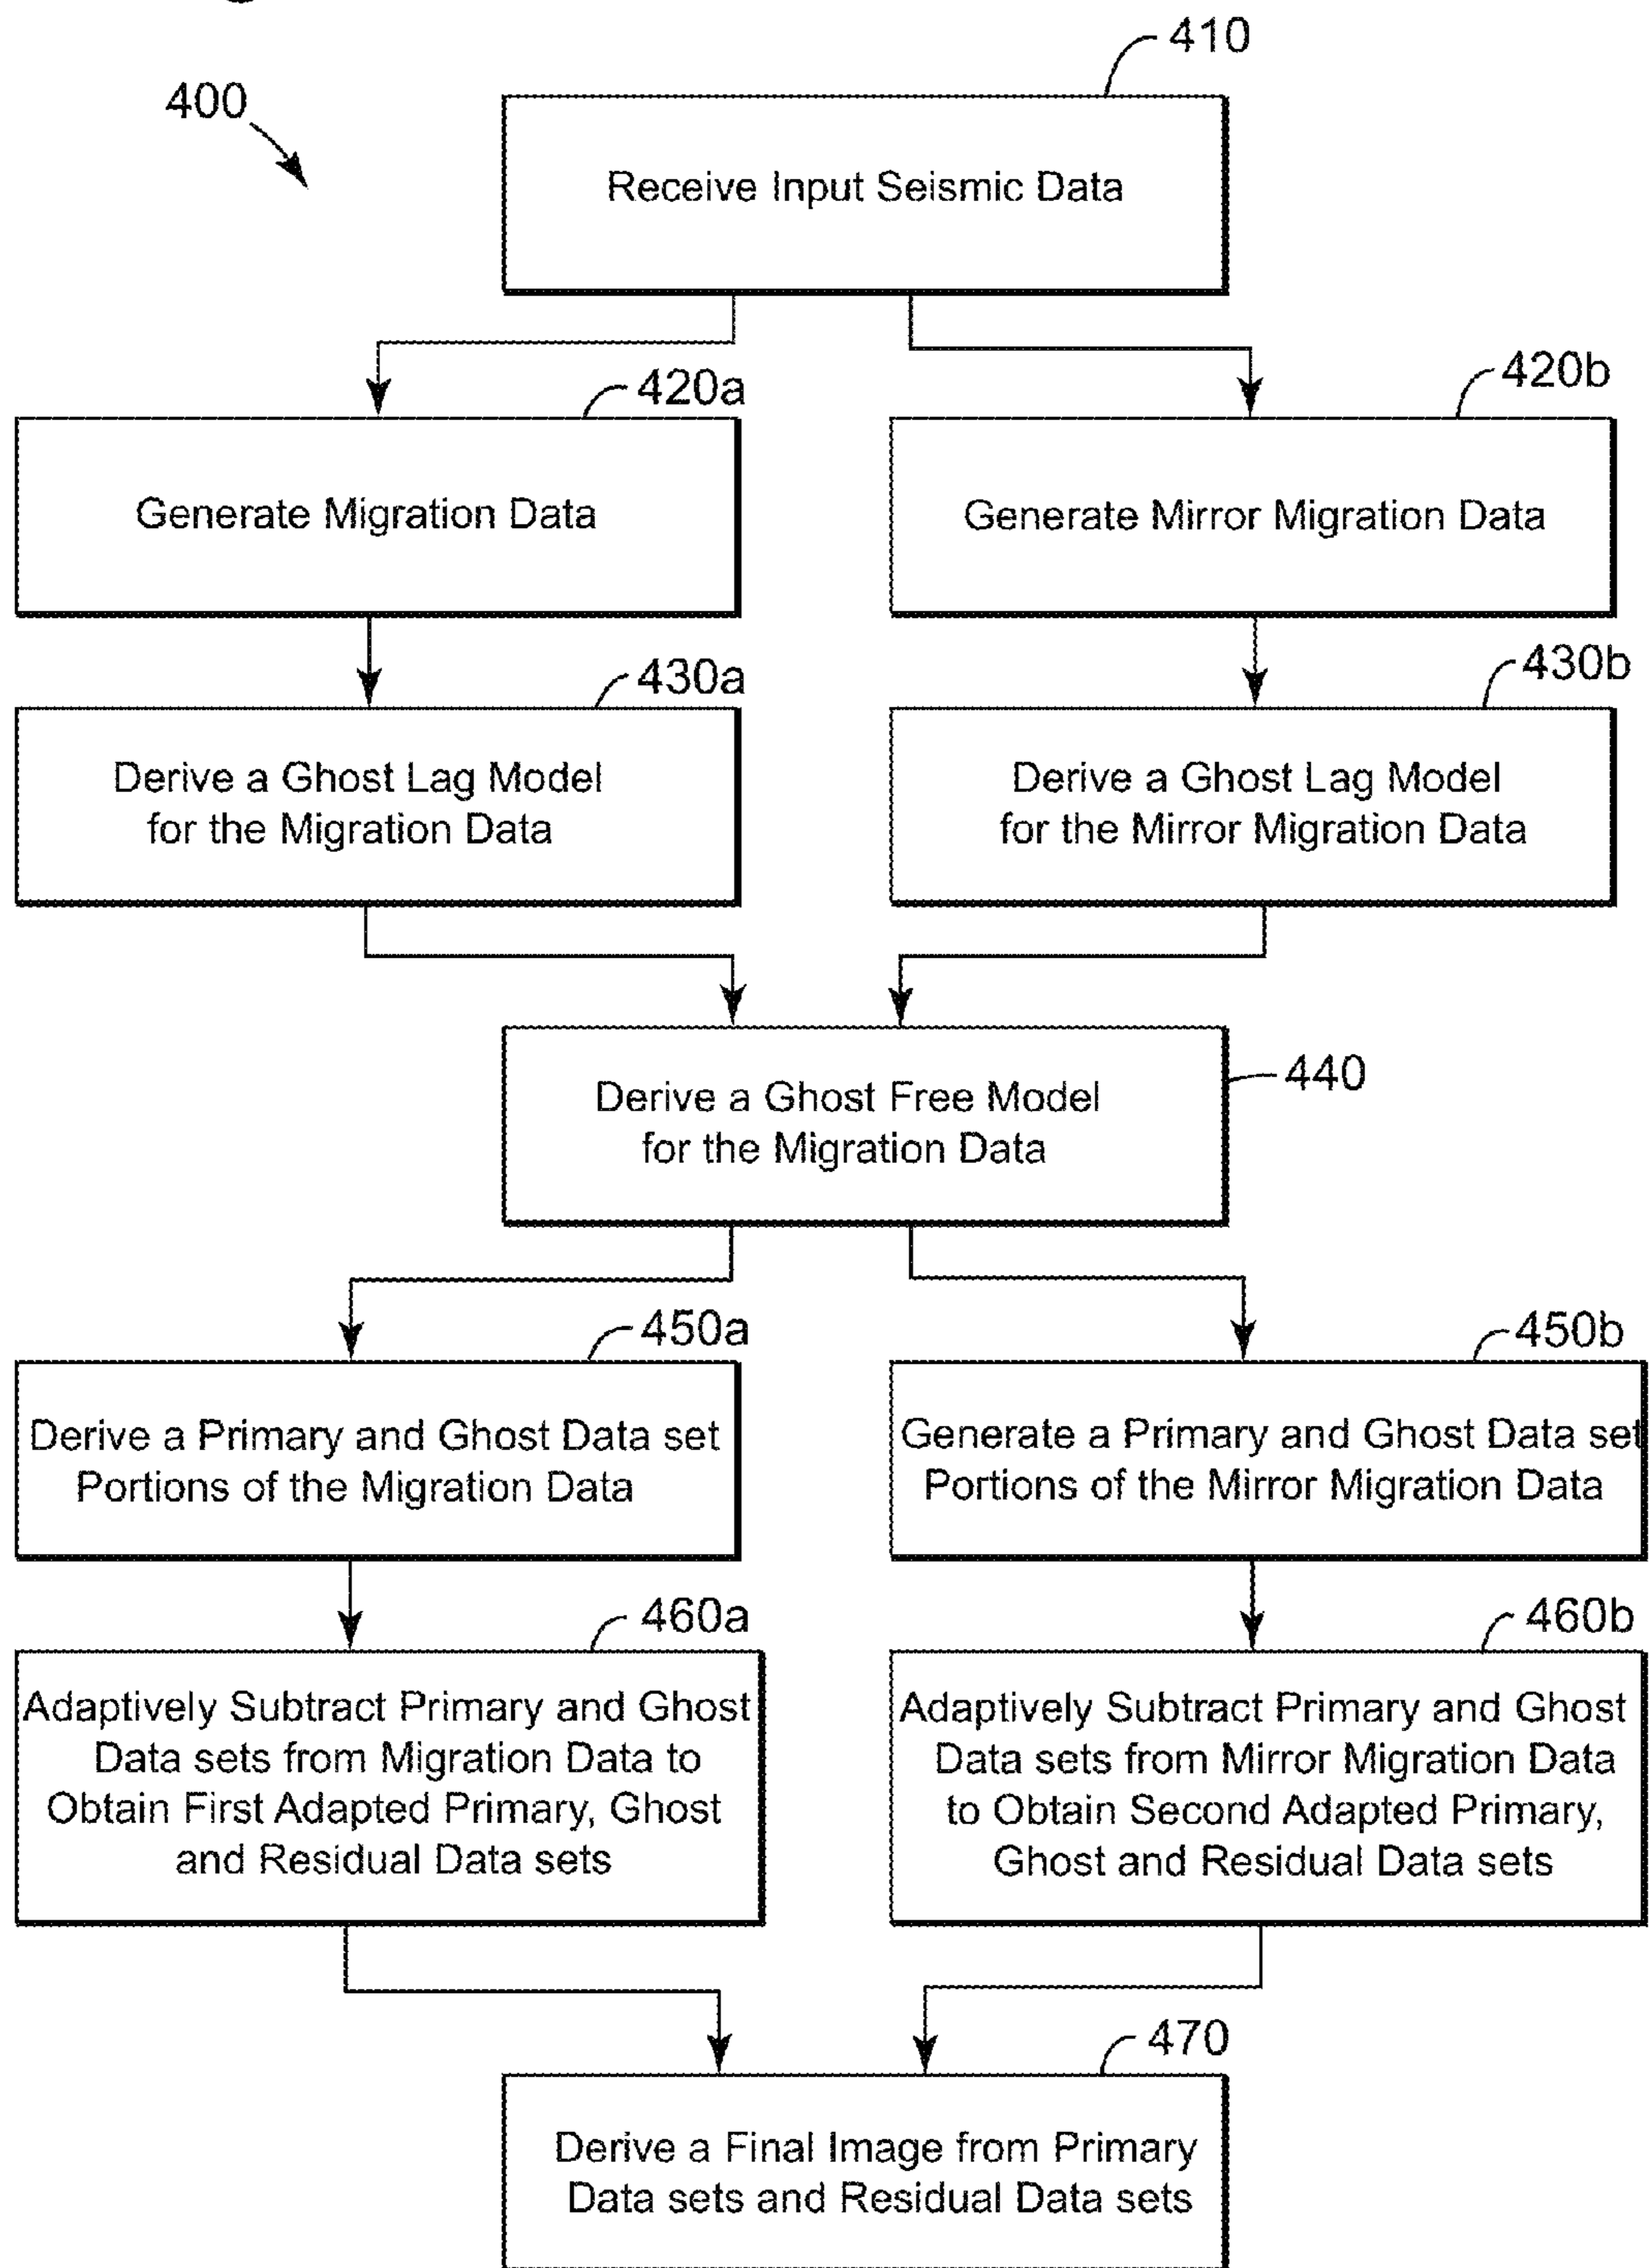 410
400
Receive Input Seismic Data
420a
420b
Generate Migration Data
Generate Mirror Migration Data
430a
430b
Derive a Ghost Lag Model
for the Migration Data
Derive a Ghost Lag Model
for the Mirror Migration Data
440
Derive a Ghost Free Model
for the Migration Data
450a
450b
Derive a Primary and Ghost Data set
Portions of the Migration Data
Generate a Primary and Ghost Data set
Portions of the Mirror Migration Data
460a
460b
Adaptively Subtract Primary and Ghost
Data sets from Migration Data to
Obtain First Adapted Primary, Ghost
and Residual Data sets
Adaptively Subtract Primary and Ghost
Data sets from Mirror Migration Data
to Obtain Second Adapted Primary,
Ghost and Residual Data sets
470
Derive a Final Image from Primary
Data sets and Residual Data sets